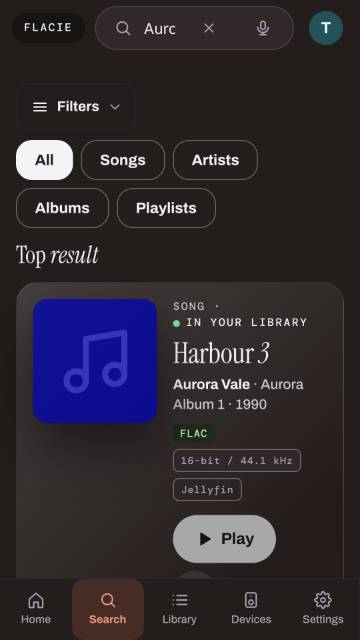 FLACIE
Aurc
T
Filters
All
Songs
Artists
Albums
Playlists
Top result
SONG ·
IN YOUR LIBRARY
Harbour 3
Aurora Vale · Aurora
Album 1 · 1990
FLAC
16-bit / 44.1 kHz
Jellyfin
Play
Home
Search
Library
Devices
Settings